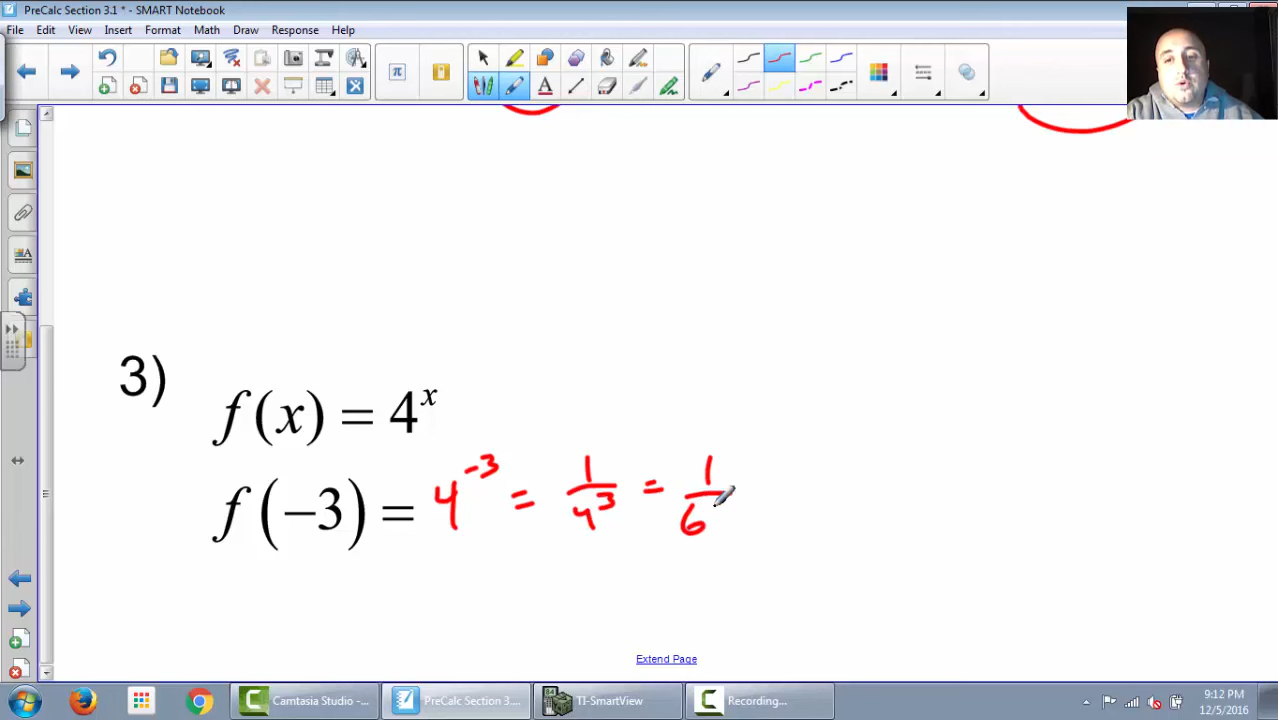 PreCalc Section 3.1 * - SMART Notebook
File Edit View Insert Format Math Draw Response Help
3)
f(x) = 4^x
f(−3) = 4^-3 = 1/4^3 = 1/6
Extend Page
Camtasia Studio -... PreCalc Section 3.... TI-SmartView Recording... 9:12 PM
12/5/2016